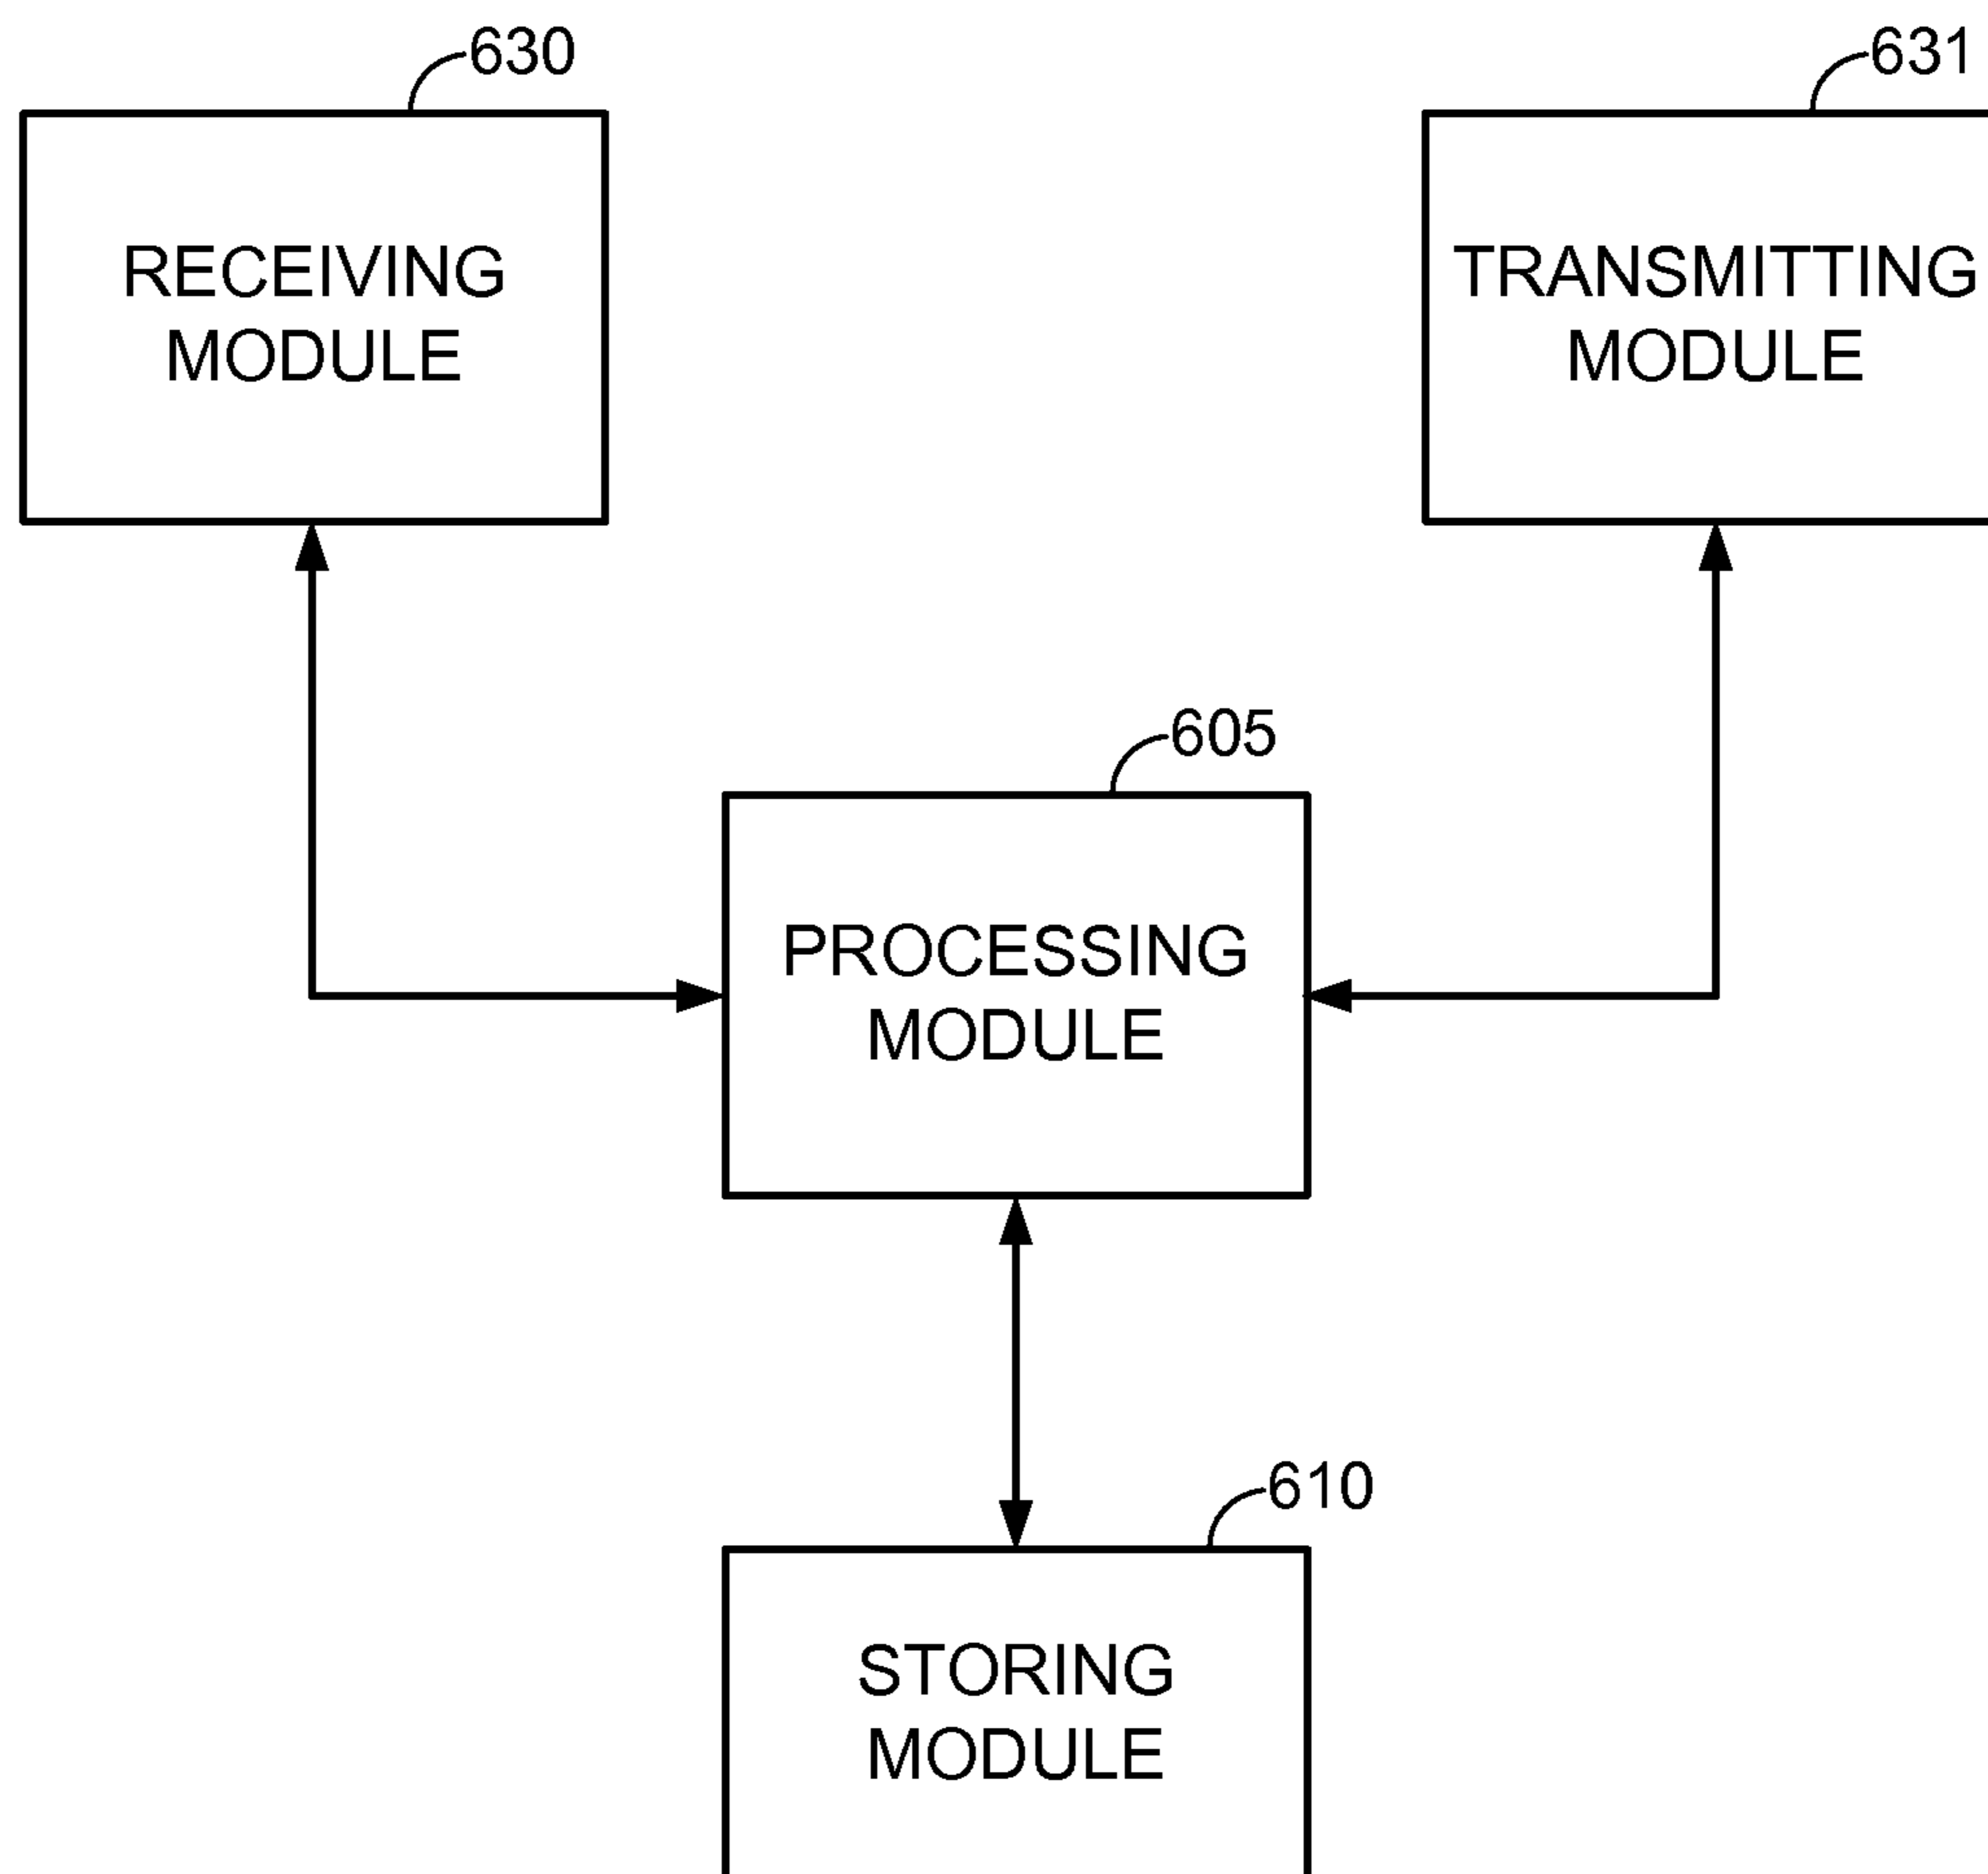 630
RECEIVING
MODULE
631
TRANSMITTING
MODULE
605
PROCESSING
MODULE
610
STORING
MODULE